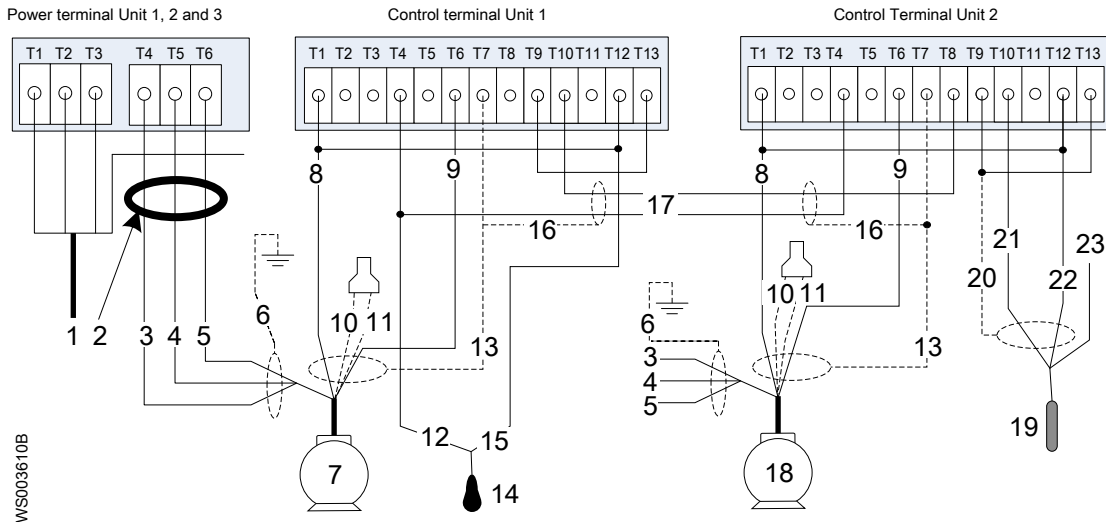 Power terminal Unit 1, 2 and 3 Control terminal Unit 1 Control Terminal Unit 2
T1 T2 T3 T4 T5 T6 T1 T2 T3 T4 T5 T6 T7 T8 T9 T10 T11 T12 T13 T1 T2 T3 T4 T5 T6 T7 T8 T9 T10 T11 T12 T13
8 9 8 9
17
16 16
21 23
20 22
10 11 10 11
6 6
1 2 3 4 5 13 13
3
4
5
12 15
19
7 14 18
WS003610B